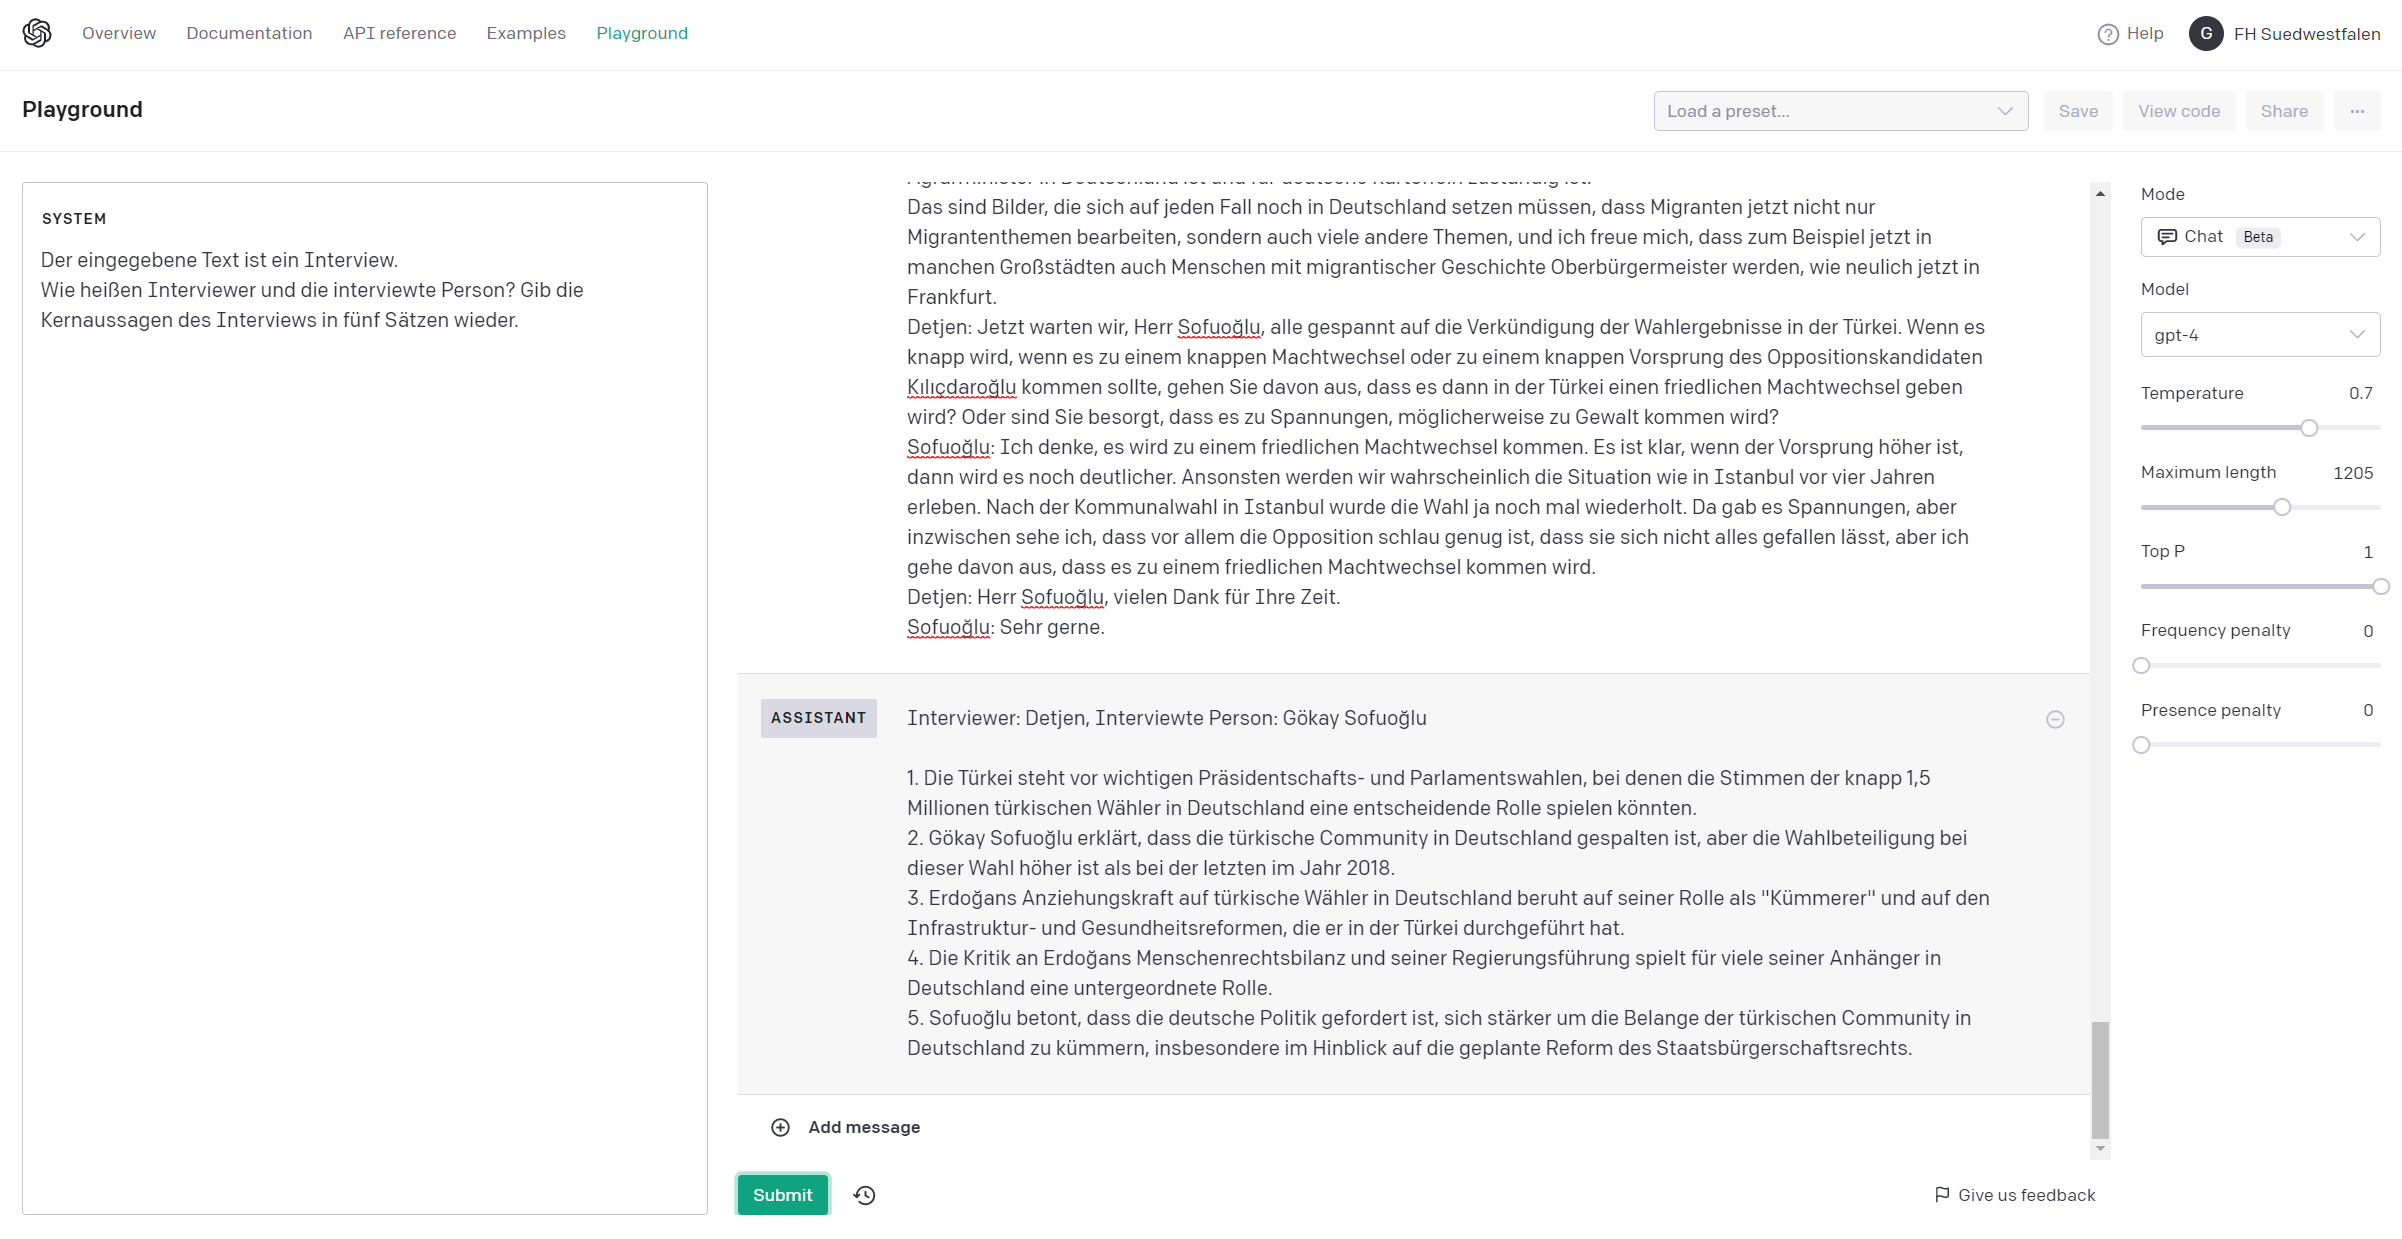 Overview Documentation API reference Examples Playground Help G FH Suedwestfalen
Playground Load a preset... Save View code Share ...
SYSTEM
Der eingegebene Text ist ein Interview.
Wie heißen Interviewer und die interviewte Person? Gib die
Kernaussagen des Interviews in fünf Sätzen wieder.
Agrarminister in Deutschland ist und für deutsche Kartoffeln zuständig ist.
Das sind Bilder, die sich auf jeden Fall noch in Deutschland setzen müssen, dass Migranten jetzt nicht nur
Migrantenthemen bearbeiten, sondern auch viele andere Themen, und ich freue mich, dass zum Beispiel jetzt in
manchen Großstädten auch Menschen mit migrantischer Geschichte Oberbürgermeister werden, wie neulich jetzt in
Frankfurt.
Detjen: Jetzt warten wir, Herr Sofuoğlu, alle gespannt auf die Verkündigung der Wahlergebnisse in der Türkei. Wenn es
knapp wird, wenn es zu einem knappen Machtwechsel oder zu einem knappen Vorsprung des Oppositionskandidaten
Kılıçdaroğlu kommen sollte, gehen Sie davon aus, dass es dann in der Türkei einen friedlichen Machtwechsel geben
wird? Oder sind Sie besorgt, dass es zu Spannungen, möglicherweise zu Gewalt kommen wird?
Sofuoğlu: Ich denke, es wird zu einem friedlichen Machtwechsel kommen. Es ist klar, wenn der Vorsprung höher ist,
dann wird es noch deutlicher. Ansonsten werden wir wahrscheinlich die Situation wie in Istanbul vor vier Jahren
erleben. Nach der Kommunalwahl in Istanbul wurde die Wahl ja noch mal wiederholt. Da gab es Spannungen, aber
inzwischen sehe ich, dass vor allem die Opposition schlau genug ist, dass sie sich nicht alles gefallen lässt, aber ich
gehe davon aus, dass es zu einem friedlichen Machtwechsel kommen wird.
Detjen: Herr Sofuoğlu, vielen Dank für Ihre Zeit.
Sofuoğlu: Sehr gerne.
ASSISTANT
Interviewer: Detjen, Interviewte Person: Gökay Sofuoğlu
1. Die Türkei steht vor wichtigen Präsidentschafts- und Parlamentswahlen, bei denen die Stimmen der knapp 1,5
Millionen türkischen Wähler in Deutschland eine entscheidende Rolle spielen könnten.
2. Gökay Sofuoğlu erklärt, dass die türkische Community in Deutschland gespalten ist, aber die Wahlbeteiligung bei
dieser Wahl höher ist als bei der letzten im Jahr 2018.
3. Erdoğans Anziehungskraft auf türkische Wähler in Deutschland beruht auf seiner Rolle als "Kümmerer" und auf den
Infrastruktur- und Gesundheitsreformen, die er in der Türkei durchgeführt hat.
4. Die Kritik an Erdoğans Menschenrechtsbilanz und seiner Regierungsführung spielt für viele seiner Anhänger in
Deutschland eine untergeordnete Rolle.
5. Sofuoğlu betont, dass die deutsche Politik gefordert ist, sich stärker um die Belange der türkischen Community in
Deutschland zu kümmern, insbesondere im Hinblick auf die geplante Reform des Staatsbürgerschaftsrechts.
Add message
Submit
Give us feedback
Mode
Chat Beta
Model
gpt-4
Temperature 0.7
Maximum length 1205
Top P 1
Frequency penalty 0
Presence penalty 0